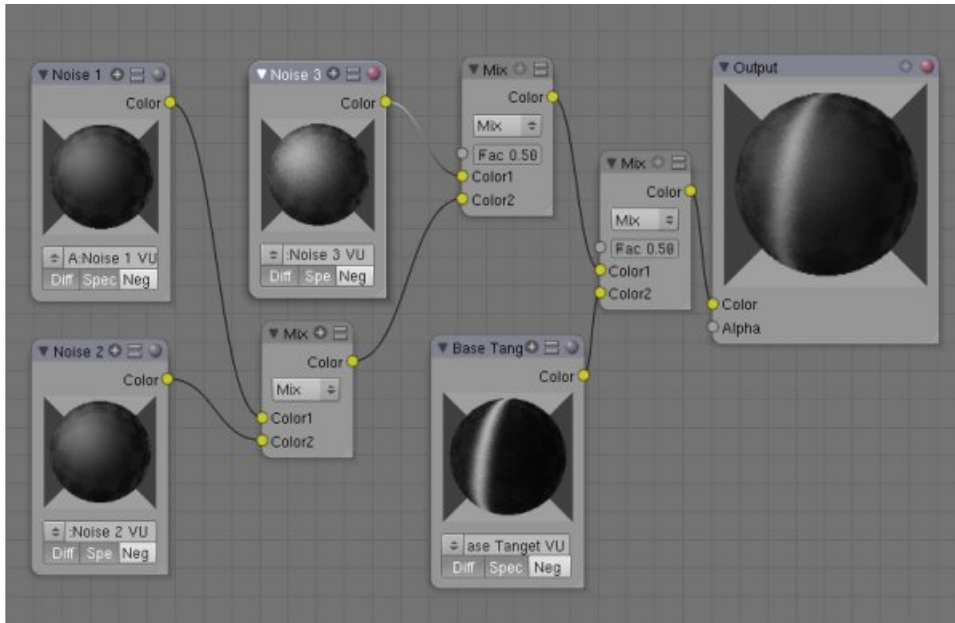 Noise 1
Color
A:Noise 1 VU
Diff Spec Neg
Noise 3
Color
:Noise 3 VU
Diff Spe Neg
Mix
Color
Mix
Fac 0.50
Color1
Color2
Mix
Color
Mix
Fac 0.50
Color1
Color2
Output
Color
Alpha
Noise 2
Color
:Noise 2 VU
Diff Spe Neg
Mix
Color
Mix
Color1
Color2
Base Tang
Color
ase Tanget VU
Diff Spec Neg